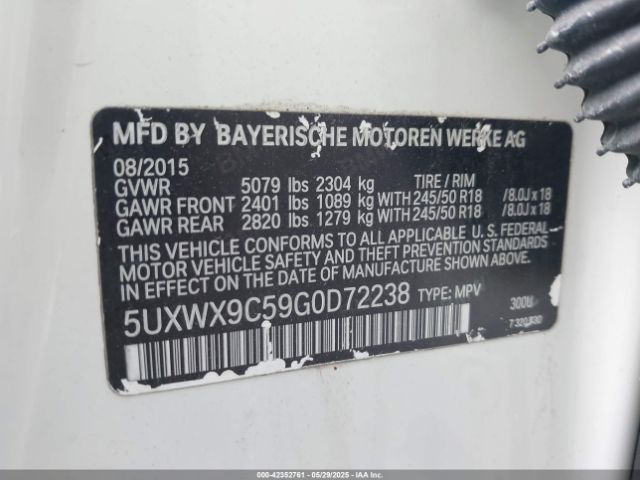 MFD BY BAYERISCHE MOTOREN WERKE AG
08/2015
GVWR 5079 lbs 2304 kg TIRE / RIM
GAWR FRONT 2401 lbs 1089 kg WITH 245/50 R18 /8.0J x 18
GAWR REAR 2820 lbs 1279 kg WITH 245/50 R18 /8.0J x 18
THIS VEHICLE CONFORMS TO ALL APPLICABLE U.S. FEDERAL
MOTOR VEHICLE SAFETY AND THEFT PREVENTION STANDARDS
IN EFFECT ON THE DATE OF MANUFACTURE SHOWN ABOVE.
5UXWX9C59G0D72238 TYPE: MPV
300U
000-42352761 - 05/29/2025 - IAA Inc.